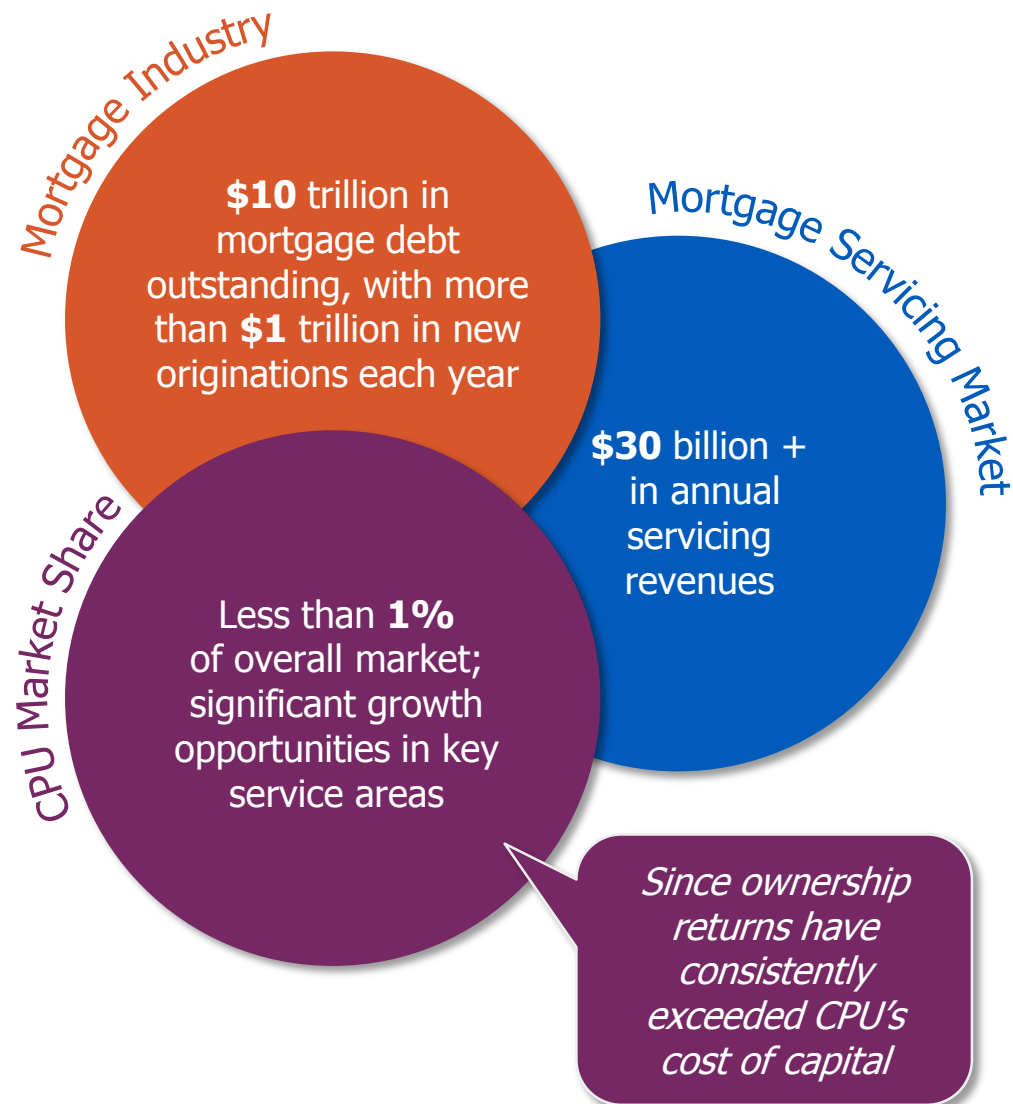 Mortgage Industry
$10 trillion in
mortgage debt
outstanding, with more
than $1 trillion in new
originations each year
Mortgage Servicing Market
$30 billion +
in annual
servicing
revenues
CPU Market Share
Less than 1%
of overall market;
significant growth
opportunities in key
service areas
Since ownership
returns have
consistently
exceeded CPU’s
cost of capital